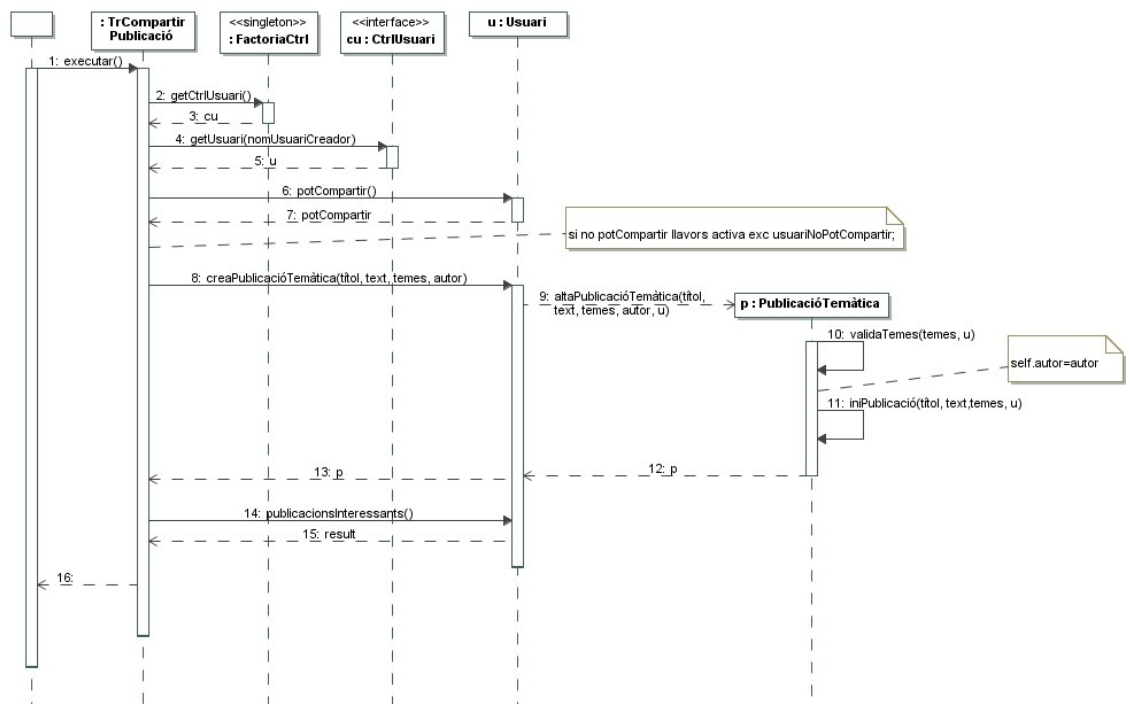 : TrCompartir
Publicació
<<singleton>>
: FactoriaCtrl
<<interface>>
cu : CtrlUsuari
u : Usuari
1: executar()
2: getCtrlUsuari()
3: cu
4: getUsuari(nomUsuariCreador)
5: u
6: potCompartir()
7: potCompartir
si no potCompartir llavors activa exc usuariNoPotCompartir;
8: creaPublicacióTemàtica(títol, text, temes, autor)
9: altaPublicacióTemàtica(títol,
text, temes, autor, u)
p : PublicacióTemàtica
10: validaTemes(temes, u)
self.autor=autor
11: iniPublicació(títol, text,temes, u)
12: p
13: p
14: publicacionsInteressants()
15: result
16: